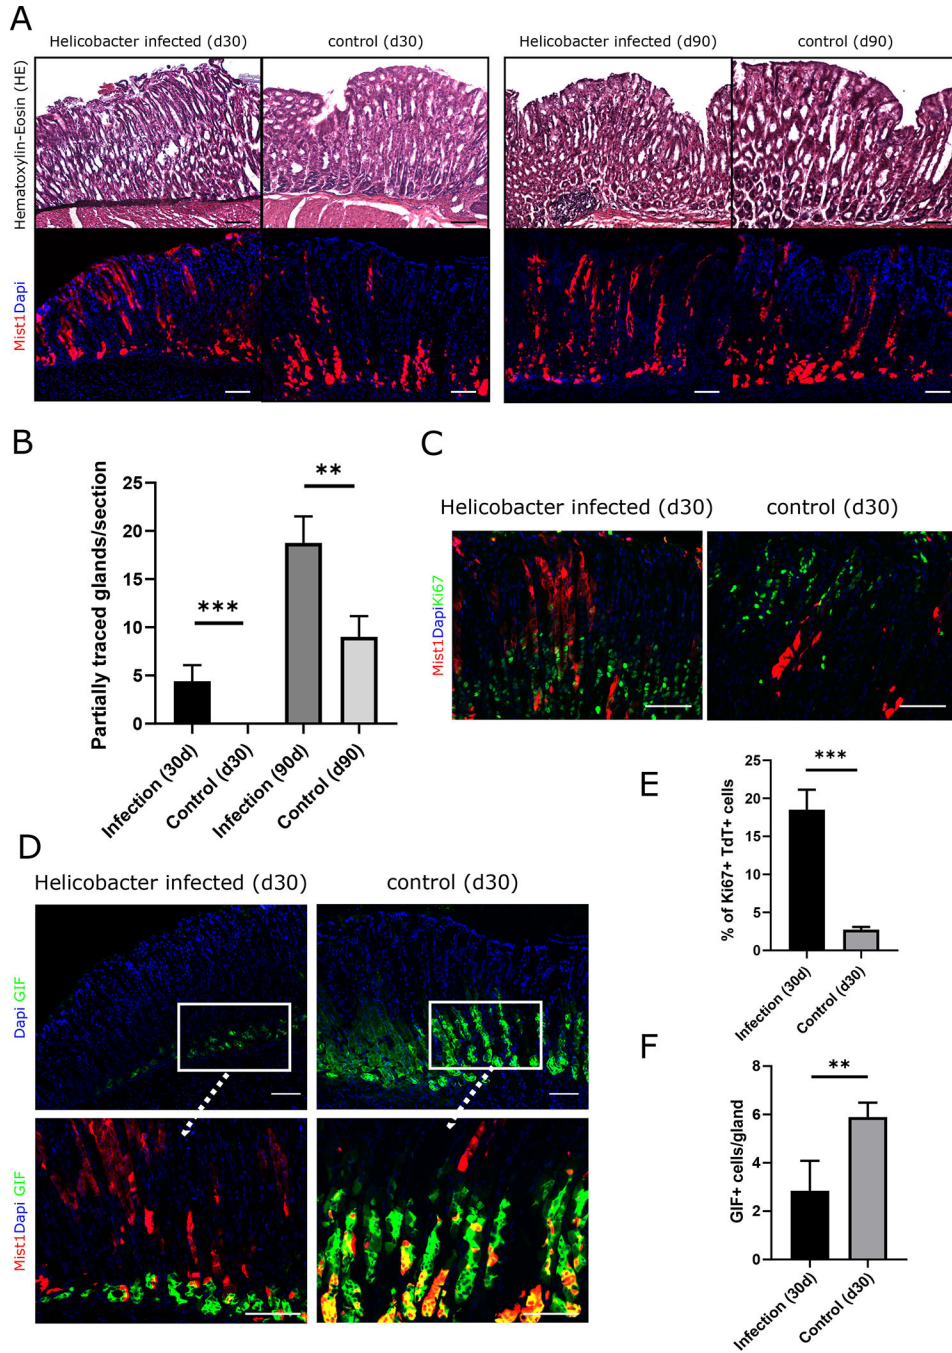 A
Helicobacter infected (d30)
control (d30)
Helicobacter infected (d90)
control (d90)
Hematoxylin-Eosin (HE)
Mist1Dapi
B
Partially traced glands/section
25
20
15
10
5
0
***
**
Infection (30d)
Control (d30)
Infection (90d)
Control (d90)
C
Helicobacter infected (d30)
control (d30)
Mist1DapiKi67
D
Helicobacter infected (d30)
control (d30)
Dapi GIF
Mist1Dapi GIF
E
% of Ki67+ TdT+ cells
25
20
15
10
5
0
***
Infection (30d)
Control (d30)
F
GIF+ cells/gland
8
6
4
2
0
**
Infection (30d)
Control (d30)